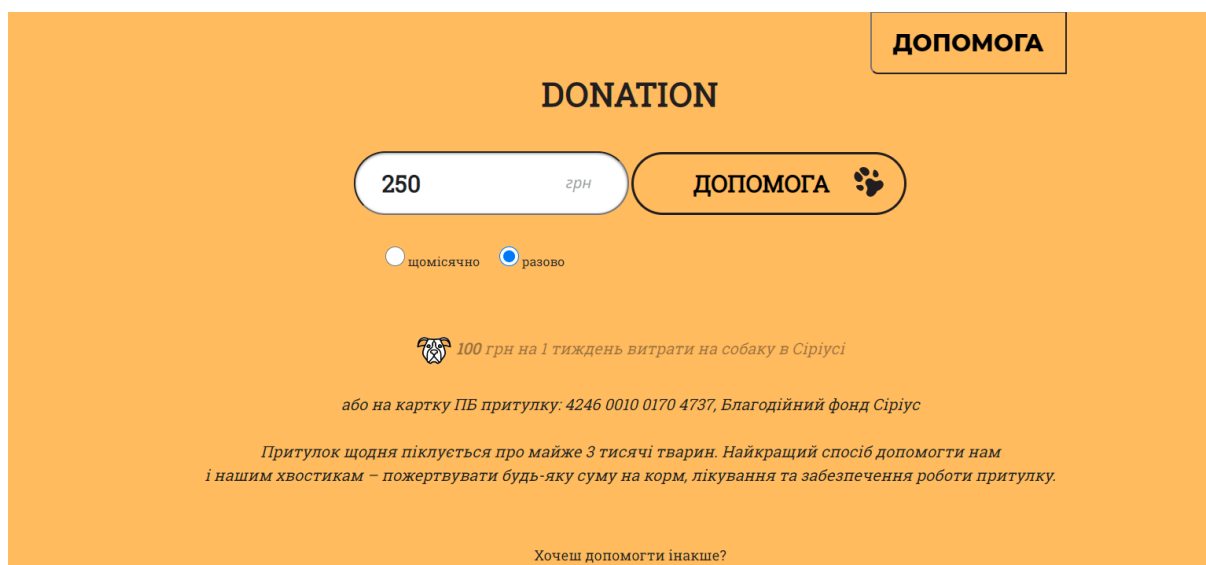 ДОПОМОГА
DONATION
250 грн ДОПОМОГА
щомісячно разово
100 грн на 1 тиждень витрати на собаку в Сіріусі
або на картку ПБ притулку: 4246 0010 0170 4737, Благодійний фонд Сіріус
Притулок щодня піклується про майже 3 тисячі тварин. Найкращий спосіб допомогти нам
і нашим хвостикам – пожертвувати будь-яку суму на корм, лікування та забезпечення роботи притулку.
Хочеш допомогти інакше?